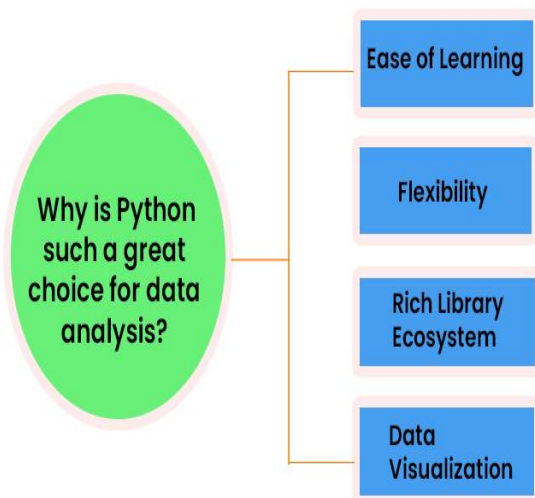 Why is Python
such a great
choice for data
analysis?
Ease of Learning
Flexibility
Rich Library
Ecosystem
Data
Visualization